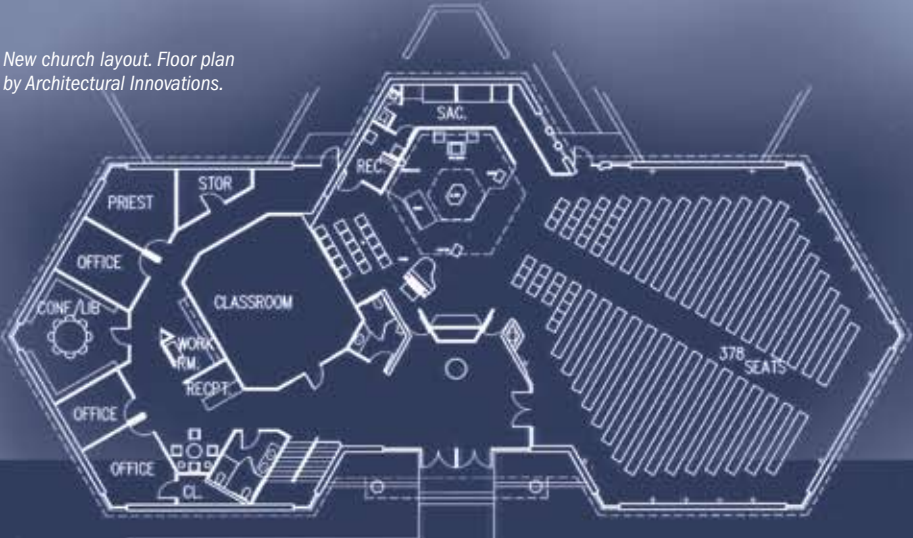 New church layout. Floor plan
by Architectural Innovations.
SAC.
REC.
STOR
PRIEST
OFFICE
CLASSROOM
CONF/LIB
WORK
RM.
RECPT.
378
SEATS
OFFICE
OFFICE
CL.